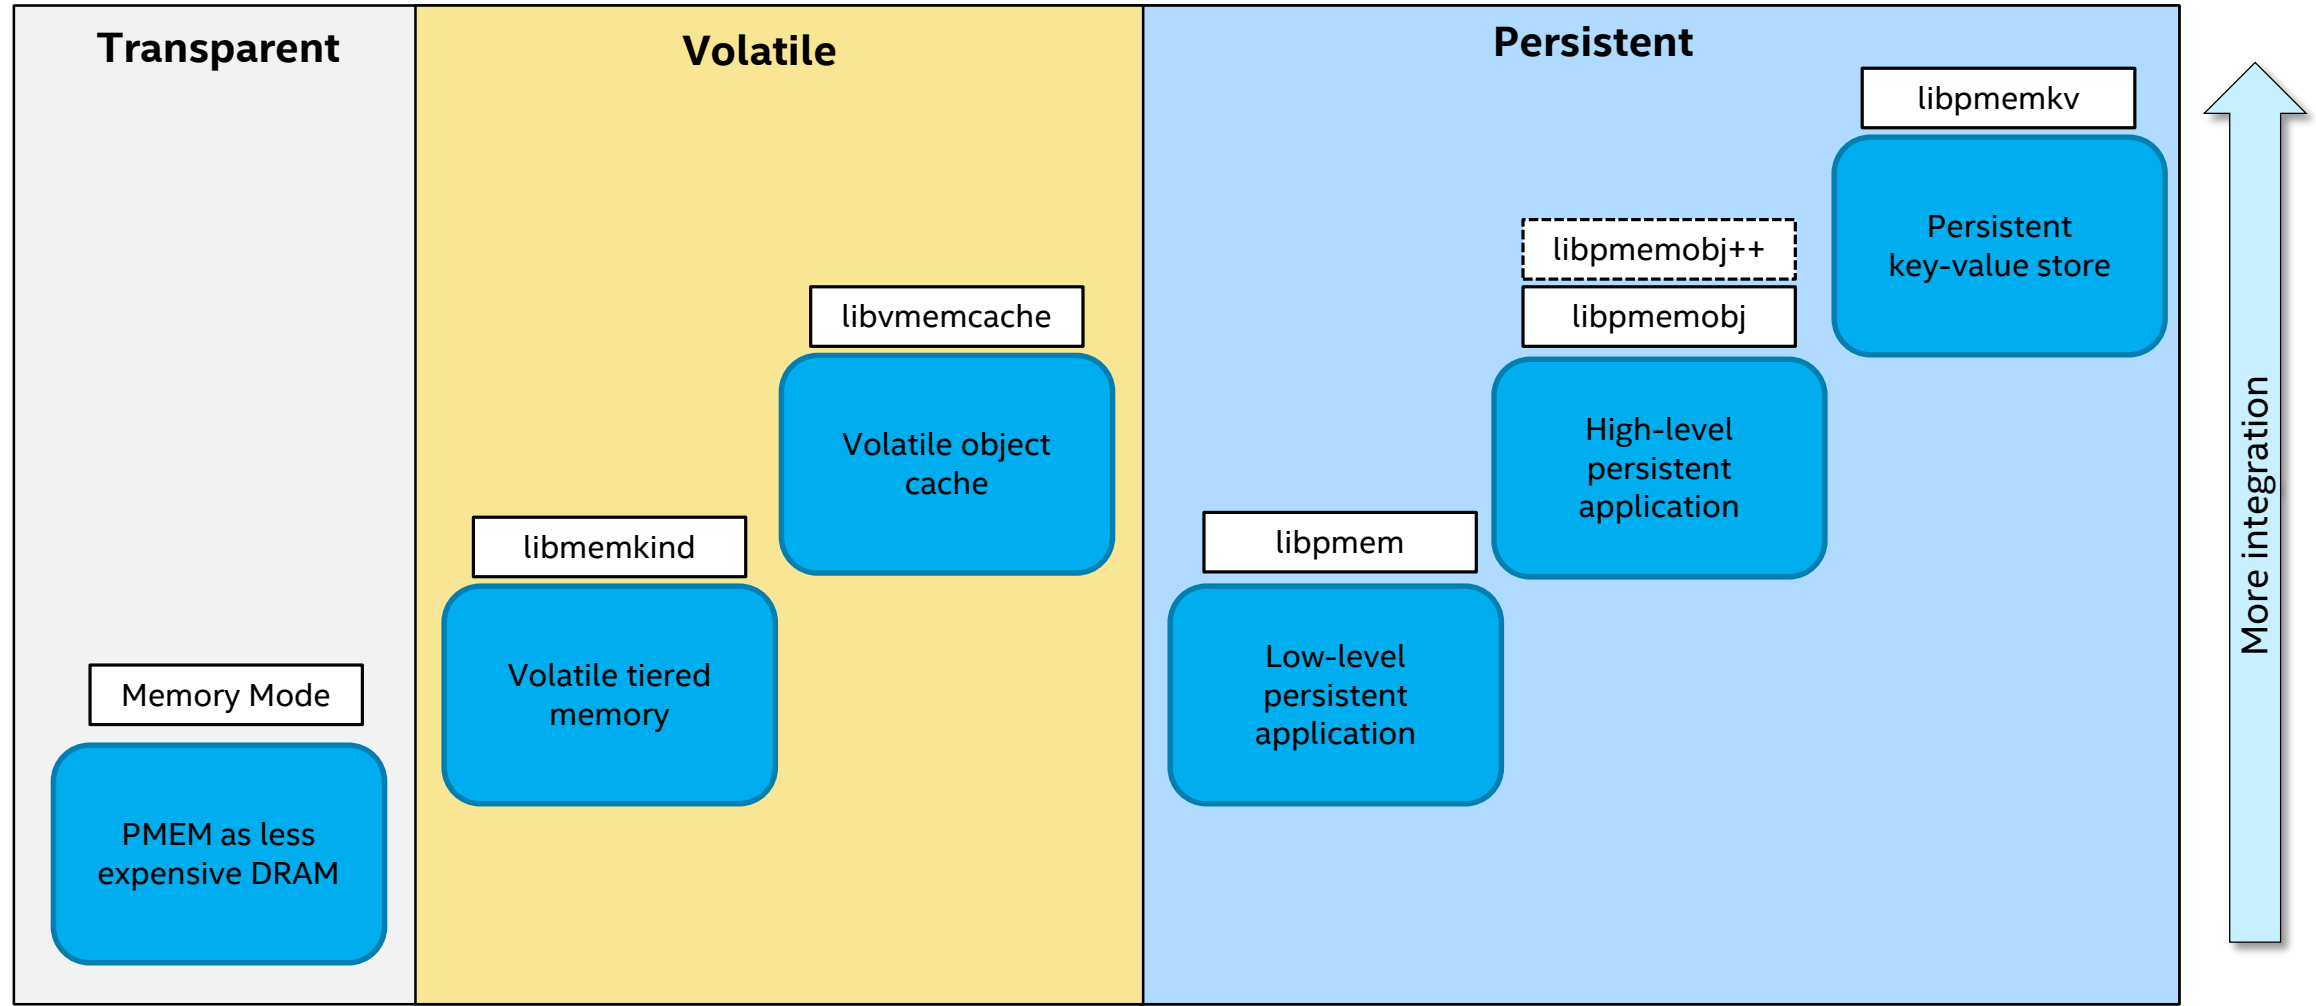 Transparent
Memory Mode
PMEM as less
expensive DRAM
Volatile
libmemkind
Volatile tiered
memory
libvmemcache
Volatile object
cache
Persistent
libpmem
Low-level
persistent
application
libpmemobj++
libpmemobj
High-level
persistent
application
libpmemkv
Persistent
key-value store
More integration